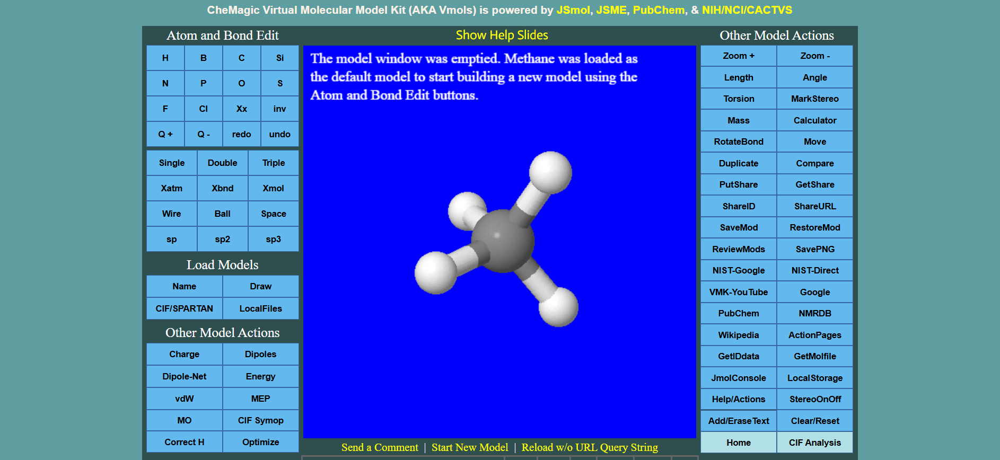 CheMagic Virtual Molecular Model Kit (AKA Vmols) is powered by JSmol, JSME, PubChem, & NIH/NCI/CACTVS
Atom and Bond Edit
H B C Si
N P O S
F Cl Xx inv
Q + Q - redo undo
Single Double Triple
Xatm Xbnd Xmol
Wire Ball Space
sp sp2 sp3
Load Models
Name Draw
CIF/SPARTAN LocalFiles
Other Model Actions
Charge Dipoles
Dipole-Net Energy
vdW MEP
MO CIF Symop
Correct H Optimize
Show Help Slides
The model window was emptied. Methane was loaded as
the default model to start building a new model using the
Atom and Bond Edit buttons.
Send a Comment | Start New Model | Reload w/o URL Query String
Other Model Actions
Zoom + Zoom -
Length Angle
Torsion MarkStereo
Mass Calculator
RotateBond Move
Duplicate Compare
PutShare GetShare
ShareID ShareURL
SaveMod RestoreMod
ReviewMods SavePNG
NIST-Google NIST-Direct
VMK-YouTube Google
PubChem NMRDB
Wikipedia ActionPages
GetIDdata GetMolfile
JmolConsole LocalStorage
Help/Actions StereoOnOff
Add/EraseText Clear/Reset
Home CIF Analysis